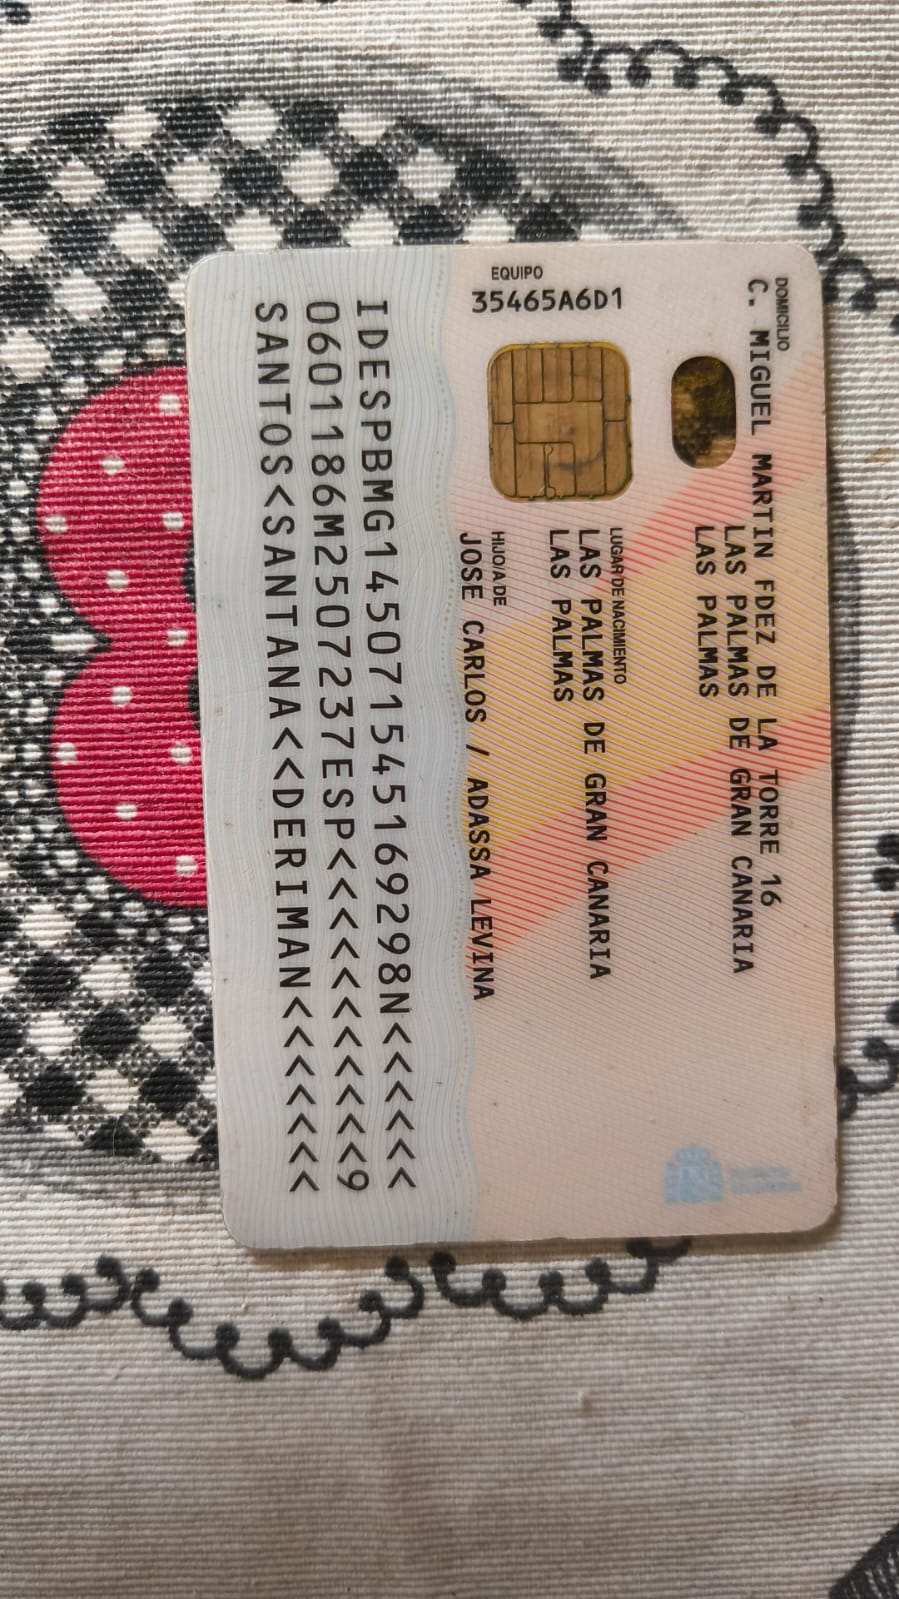 DOMICILIO
C. MIGUEL MARTIN FDEZ DE LA TORRE 16
LAS PALMAS DE GRAN CANARIA
LAS PALMAS
EQUIPO
35465A6D1
LUGAR DE NACIMIENTO
LAS PALMAS DE GRAN CANARIA
LAS PALMAS
HIJO/A DE
JOSE CARLOS / ADASSA LEVINA
IDESPBMG145071545169298N<<<<<<
0601186M2507237ESP<<<<<<<<<<<9
SANTOS<SANTANA<<DERIMAN<<<<<<<